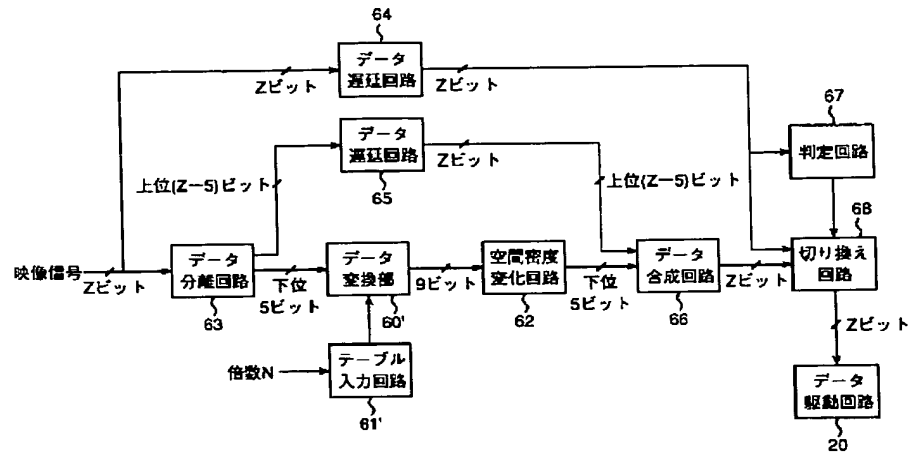 64
データ
遅延回路
Zビット
Zビット
67
データ
遅延回路
Zビット
判定回路
上位(Z-5)ビット
65
上位(Z-5)ビット
68
映像信号
Zビット
データ
分離回路
63
下位
5ビット
データ
変換部
60'
9ビット
空間密度
変化回路
62
下位
5ビット
データ
合成回路
66
Zビット
切り換え
回路
Zビット
倍数N
テーブル
入力回路
61'
データ
駆動回路
20